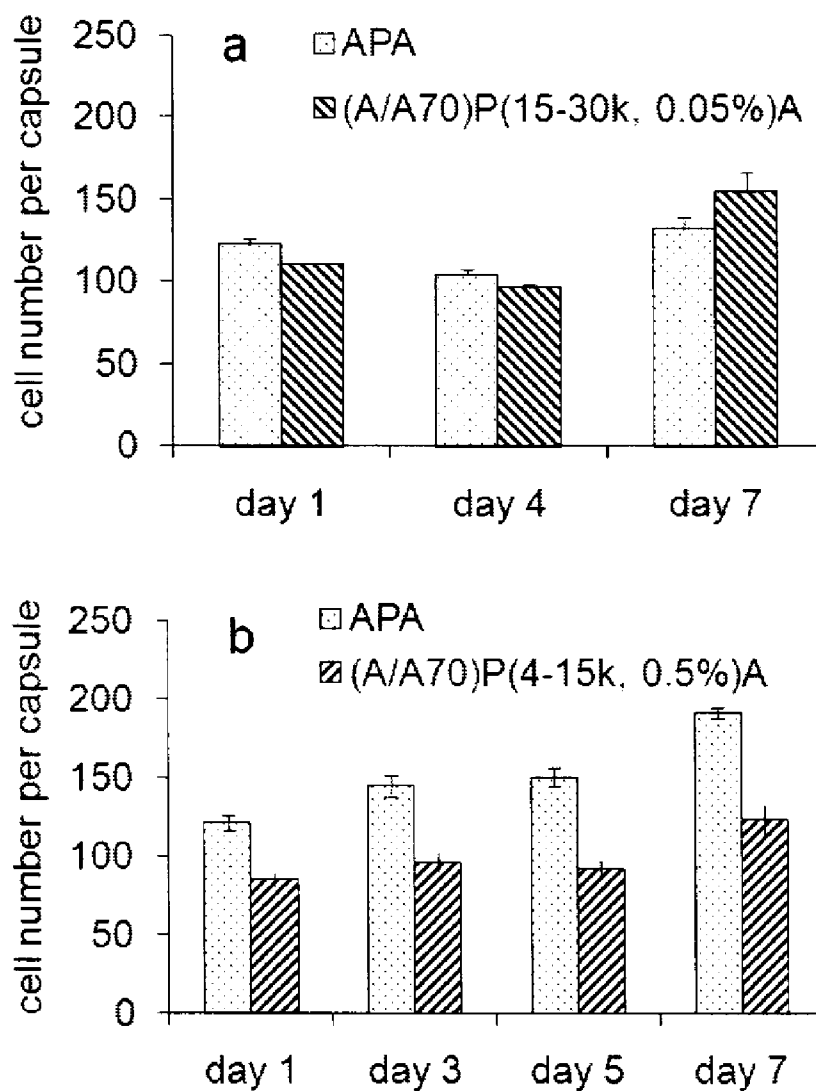 250
200
150
100
50
0
cell number per capsule
a
APA
(A/A70)P(15-30k, 0.05%)A
day 1 day 4 day 7
250
200
150
100
50
0
cell number per capsule
b
APA
(A/A70)P(4-15k, 0.5%)A
day 1 day 3 day 5 day 7